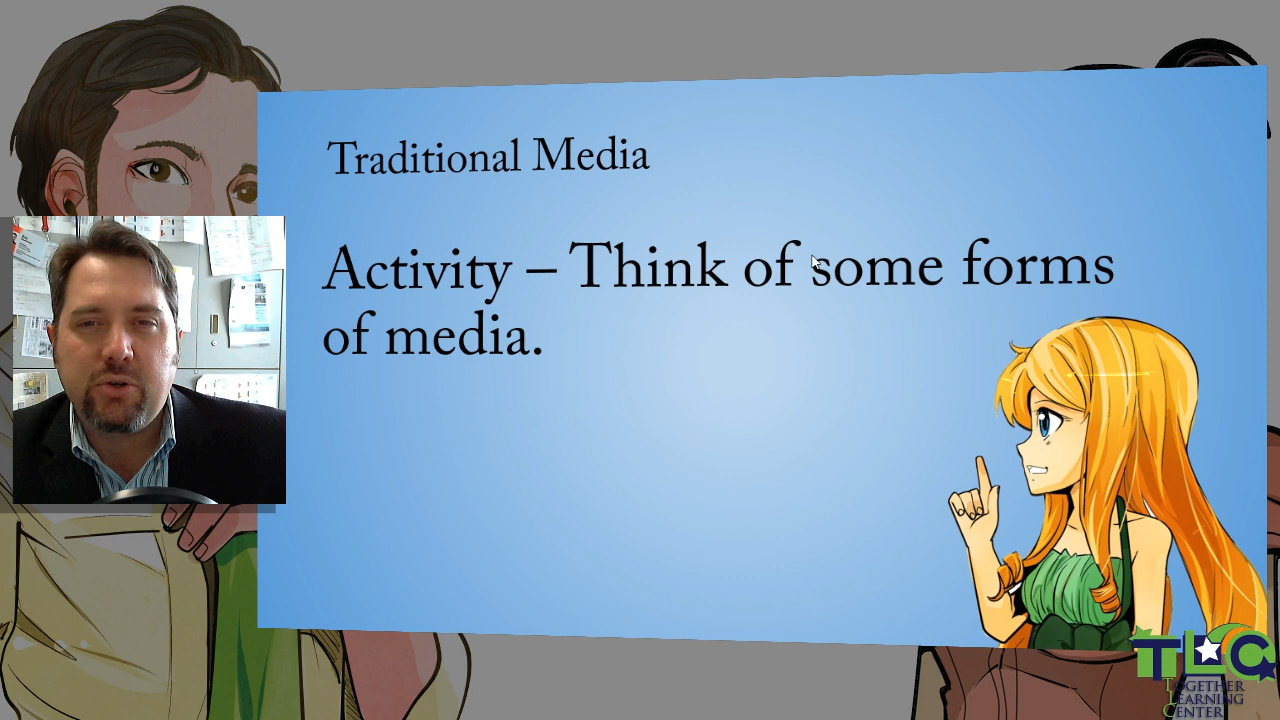 Traditional Media
Activity – Think of some forms
of media.
TLC
TOGETHER
LEARNING
CENTER